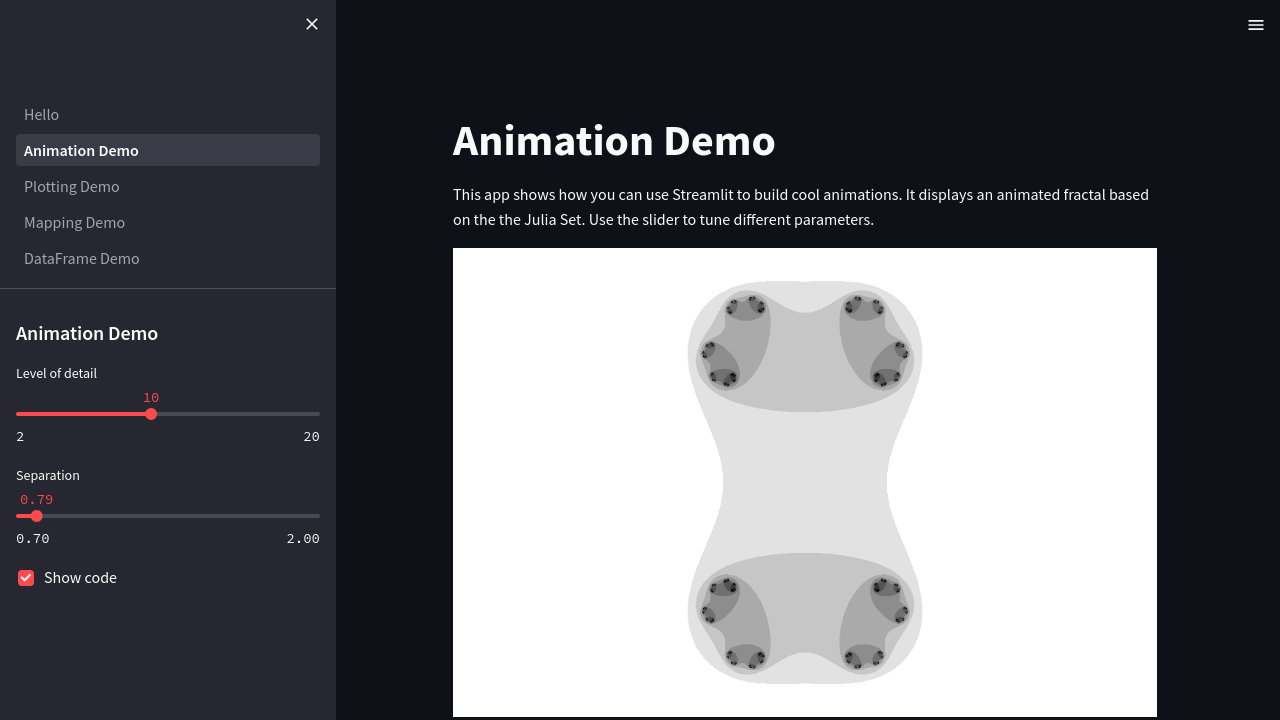 Hello
Animation Demo
Plotting Demo
Mapping Demo
DataFrame Demo
Animation Demo
Level of detail
10
2 20
Separation
0.79
0.70 2.00
Show code
Animation Demo
This app shows how you can use Streamlit to build cool animations. It displays an animated fractal based
on the the Julia Set. Use the slider to tune different parameters.